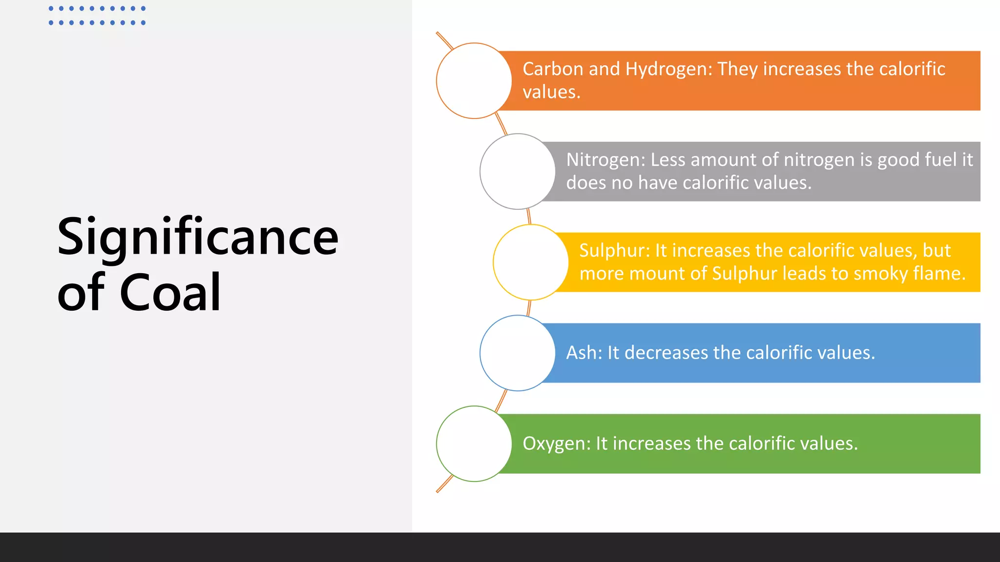 Significance
of Coal
Carbon and Hydrogen: They increases the calorific
values.
Nitrogen: Less amount of nitrogen is good fuel it
does no have calorific values.
Sulphur: It increases the calorific values, but
more mount of Sulphur leads to smoky flame.
Ash: It decreases the calorific values.
Oxygen: It increases the calorific values.